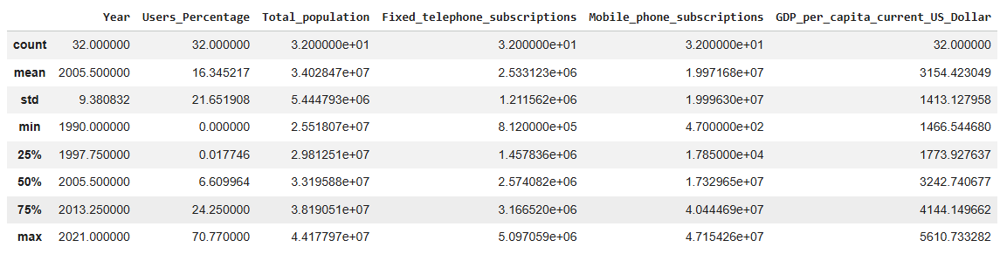 Year Users_Percentage Total_population Fixed_telephone_subscriptions Mobile_phone_subscriptions GDP_per_capita_current_US_Dollar
count 32.000000 32.000000 3.200000e+01 3.200000e+01 3.200000e+01 32.000000
mean 2005.500000 16.345217 3.402847e+07 2.533123e+06 1.997168e+07 3154.423049
std 9.380832 21.651908 5.444793e+06 1.211562e+06 1.999630e+07 1413.127958
min 1990.000000 0.000000 2.551807e+07 8.120000e+05 4.700000e+02 1466.544680
25% 1997.750000 0.017746 2.981251e+07 1.457836e+06 1.785000e+04 1773.927637
50% 2005.500000 6.609964 3.319588e+07 2.574082e+06 1.732965e+07 3242.740677
75% 2013.250000 24.250000 3.819051e+07 3.166520e+06 4.044469e+07 4144.149662
max 2021.000000 70.770000 4.417797e+07 5.097059e+06 4.715426e+07 5610.733282